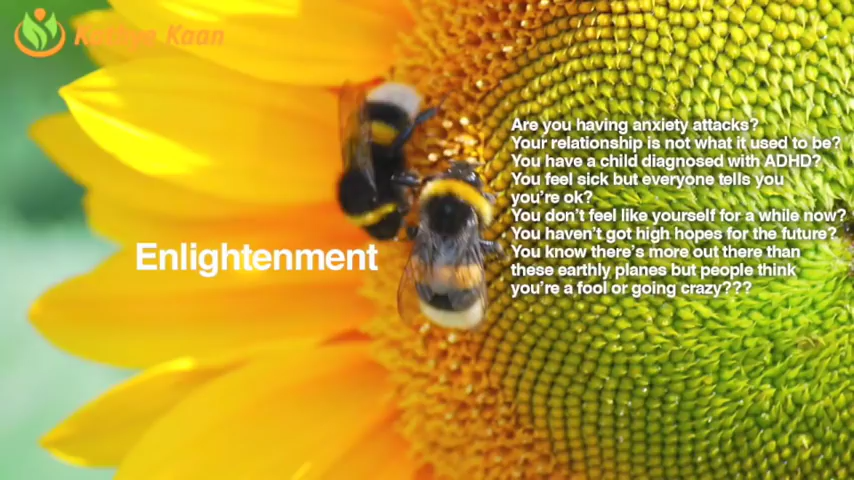 Kathye Kaan
Are you having anxiety attacks?
Your relationship is not what it used to be?
You have a child diagnosed with ADHD?
You feel sick but everyone tells you
you're ok?
You don't feel like yourself for a while now?
You haven't got high hopes for the future?
You know there's more out there than
these earthly planes but people think
you're a fool or going crazy???
Enlightenment